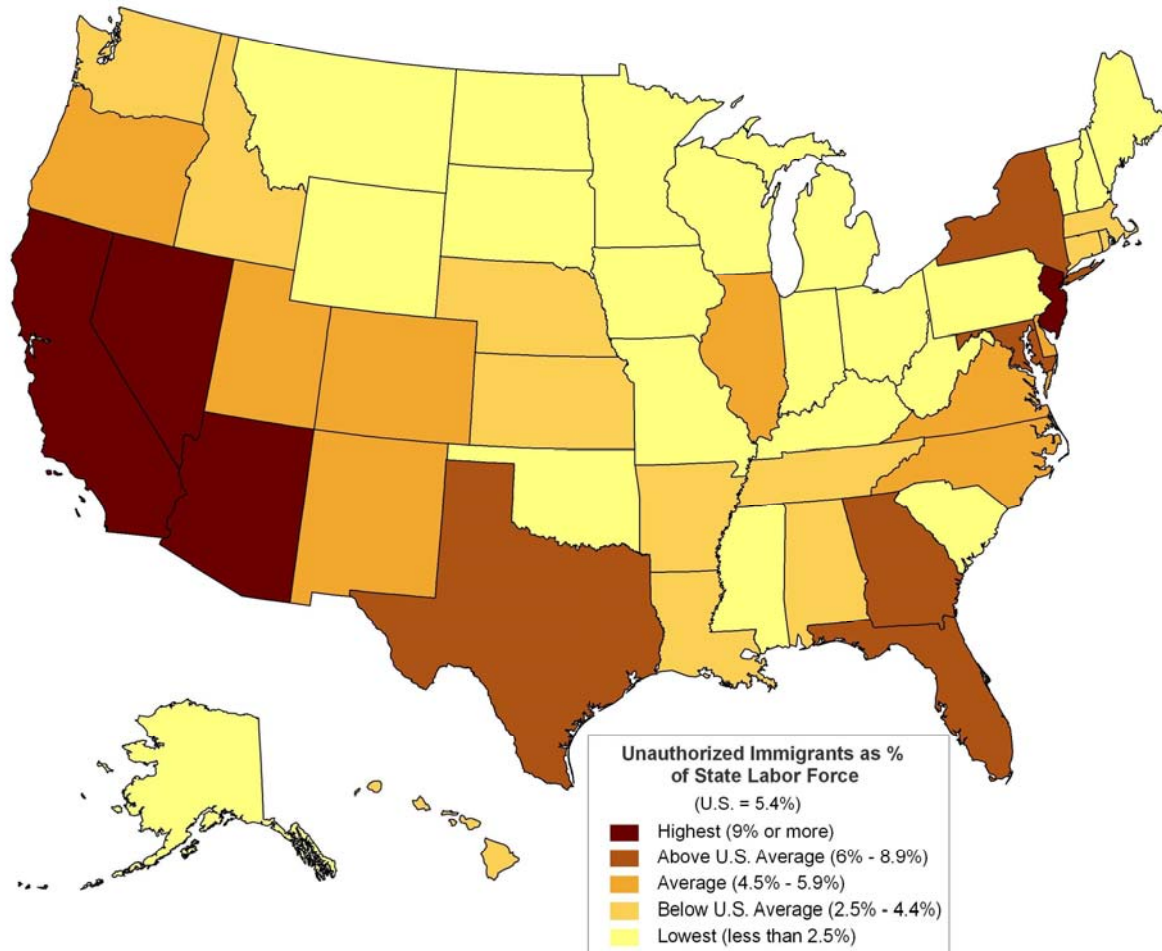 Unauthorized Immigrants as %
of State Labor Force
(U.S. = 5.4%)
Highest (9% or more)
Above U.S. Average (6% - 8.9%)
Average (4.5% - 5.9%)
Below U.S. Average (2.5% - 4.4%)
Lowest (less than 2.5%)